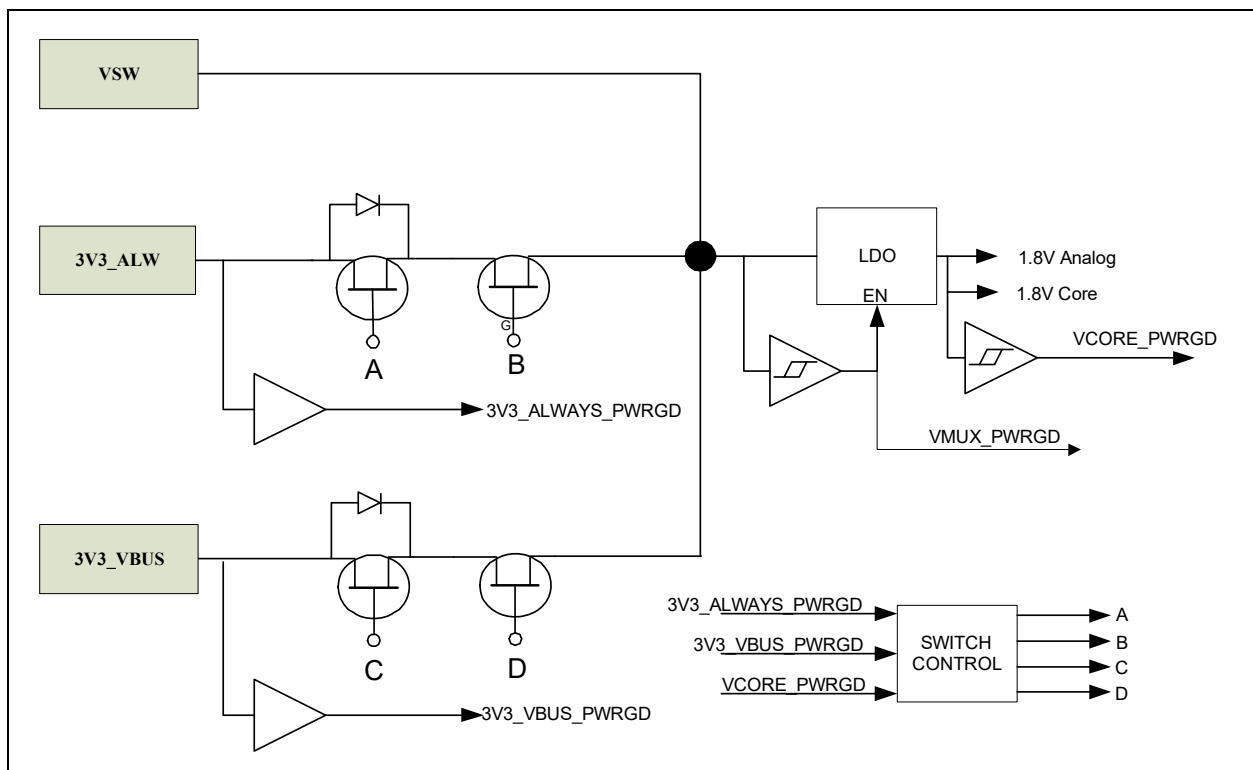 VSW
3V3_ALW
A
G
B
3V3_ALWAYS_PWRGD
LDO
EN
1.8V Analog
1.8V Core
VCORE_PWRGD
VMUX_PWRGD
3V3_VBUS
C
D
3V3_VBUS_PWRGD
3V3_ALWAYS_PWRGD
3V3_VBUS_PWRGD
VCORE_PWRGD
SWITCH
CONTROL
A
B
C
D